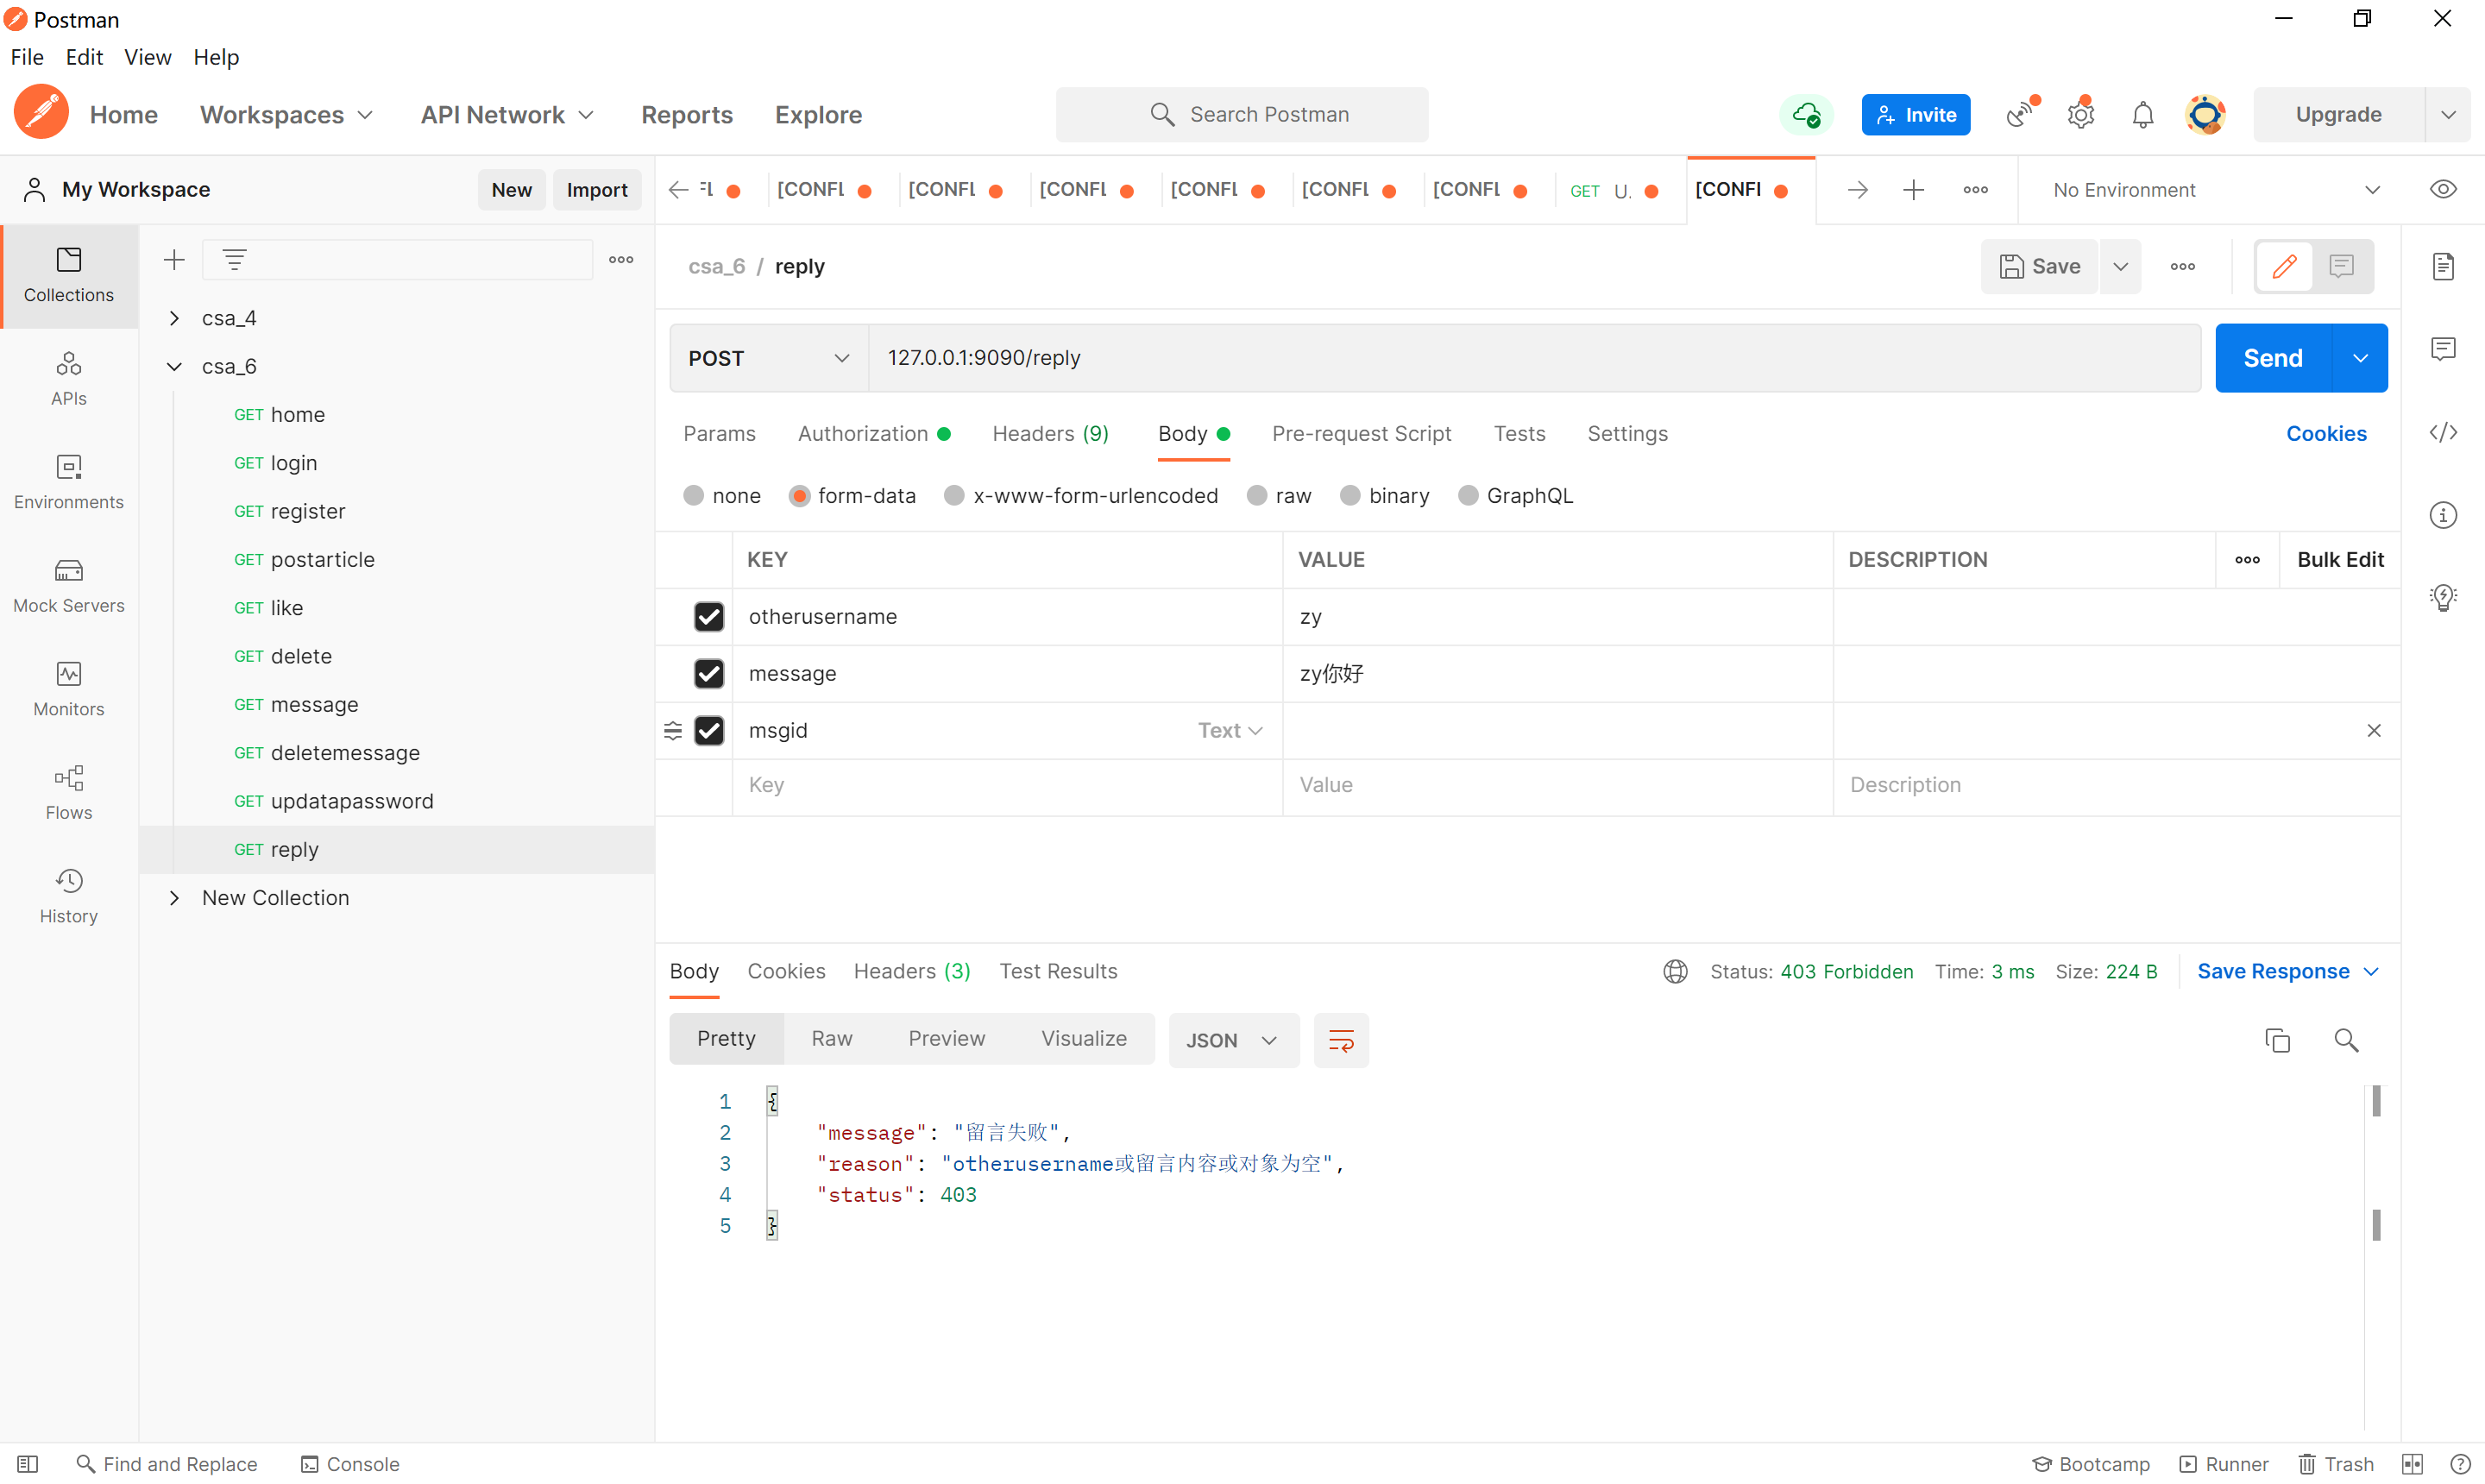 Postman
File Edit View Help
Home Workspaces API Network Reports Explore Search Postman Invite Upgrade
My Workspace New Import
[CONFL [CONFL [CONFL [CONFL [CONFL [CONFL GET U. [CONFI No Environment
Collections
APIs
Environments
Mock Servers
Monitors
Flows
History
csa_4
csa_6
GET home
GET login
GET register
GET postarticle
GET like
GET delete
GET message
GET deletemessage
GET updatapassword
GET reply
New Collection
csa_6 / reply Save
POST 127.0.0.1:9090/reply Send
Params Authorization Headers (9) Body Pre-request Script Tests Settings Cookies
none form-data x-www-form-urlencoded raw binary GraphQL
KEY VALUE DESCRIPTION Bulk Edit
otherusername zy
message zy你好
msgid Text
Key Value Description
Body Cookies Headers (3) Test Results Status: 403 Forbidden Time: 3 ms Size: 224 B Save Response
Pretty Raw Preview Visualize JSON
1 {
2 "message": "留言失败",
3 "reason": "otherusername或留言内容或对象为空",
4 "status": 403
5 }
Find and Replace Console Bootcamp Runner Trash